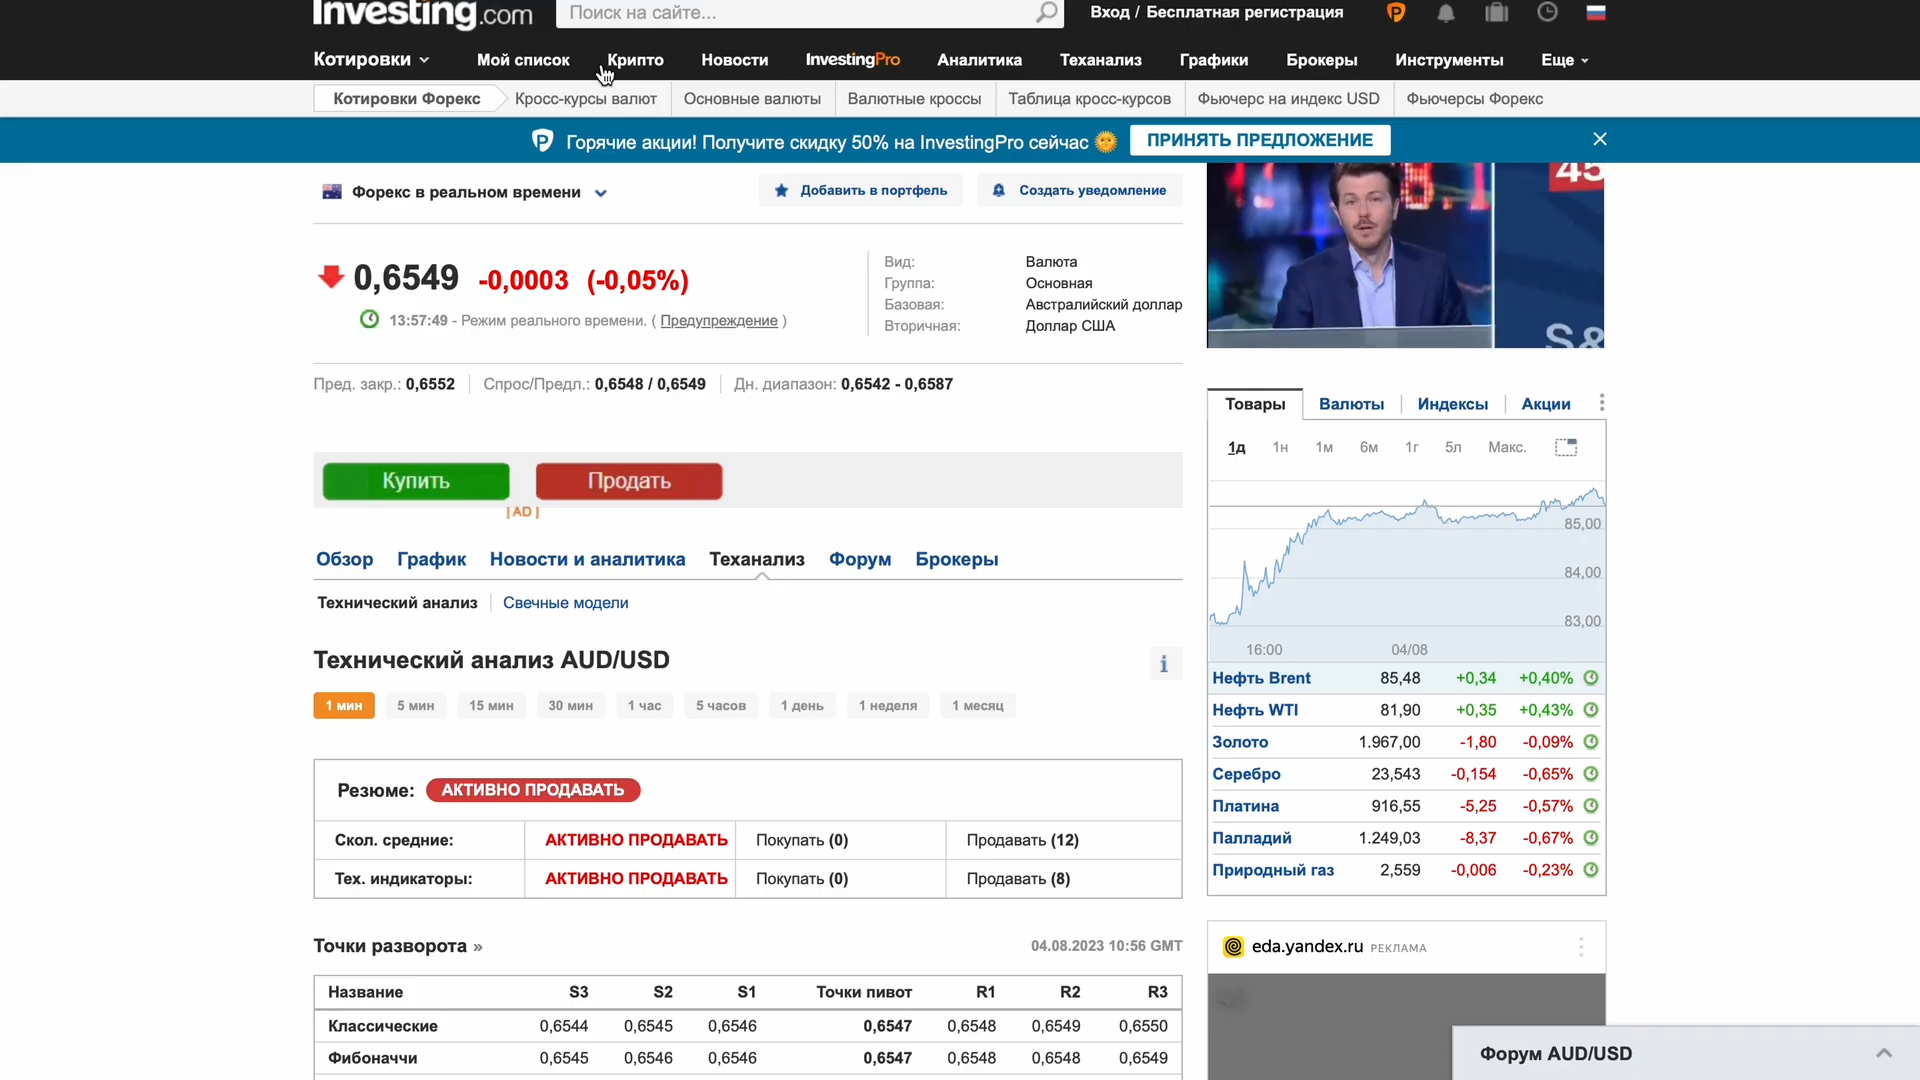 Investing.com
Поиск на сайте...
Вход / Бесплатная регистрация
Котировки
Мой список
Крипто
Новости
InvestingPro
Аналитика
Теханализ
Графики
Брокеры
Инструменты
Еще
Котировки Форекс
Кросс-курсы валют
Основные валюты
Валютные кроссы
Таблица кросс-курсов
Фьючерс на индекс USD
Фьючерсы Форекс
Горячие акции! Получите скидку 50% на InvestingPro сейчас
ПРИНЯТЬ ПРЕДЛОЖЕНИЕ
Форекс в реальном времени
Добавить в портфель
Создать уведомление
0,6549 -0,0003 (-0,05%)
13:57:49 - Режим реального времени. ( Предупреждение )
Вид: Валюта
Группа: Основная
Базовая: Австралийский доллар
Вторичная: Доллар США
Пред. закр.: 0,6552
Спрос/Предл.: 0,6548 / 0,6549
Дн. диапазон: 0,6542 - 0,6587
Купить
Продать
| AD |
Обзор
График
Новости и аналитика
Теханализ
Форум
Брокеры
Технический анализ
Свечные модели
Технический анализ AUD/USD
1 мин
5 мин
15 мин
30 мин
1 час
5 часов
1 день
1 неделя
1 месяц
Резюме: АКТИВНО ПРОДАВАТЬ
Скол. средние: АКТИВНО ПРОДАВАТЬ Покупать (0) Продавать (12)
Тех. индикаторы: АКТИВНО ПРОДАВАТЬ Покупать (0) Продавать (8)
Точки разворота »
04.08.2023 10:56 GMT
Название S3 S2 S1 Точки пивот R1 R2 R3
Классические 0,6544 0,6545 0,6546 0,6547 0,6548 0,6549 0,6550
Фибоначчи 0,6545 0,6546 0,6546 0,6547 0,6548 0,6548 0,6549
45
S&
Товары
Валюты
Индексы
Акции
1д 1н 1м 6м 1г 5л Макс.
85,00
84,00
83,00
16:00 04/08
Нефть Brent 85,48 +0,34 +0,40%
Нефть WTI 81,90 +0,35 +0,43%
Золото 1.967,00 -1,80 -0,09%
Серебро 23,543 -0,154 -0,65%
Платина 916,55 -5,25 -0,57%
Палладий 1.249,03 -8,37 -0,67%
Природный газ 2,559 -0,006 -0,23%
eda.yandex.ru РЕКЛАМА
Форум AUD/USD